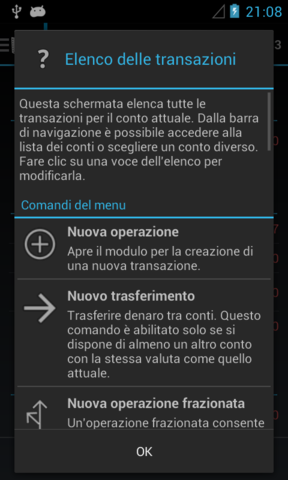 21:08
3
Elenco delle transazioni
Questa schermata elenca tutte le
transazioni per il conto attuale. Dalla barra
di navigazione è possibile accedere alla
lista dei conti o scegliere un conto diverso.
Fare clic su una voce dell'elenco per
modificarla.
Comandi del menu
Nuova operazione
Apre il modulo per la creazione di
una nuova transazione.
Nuovo trasferimento
Trasferire denaro tra conti. Questo
comando è abilitato solo se si
dispone di almeno un altro conto
con la stessa valuta come quello
attuale.
Nuova operazione frazionata
Un'operazione frazionata consente
OK